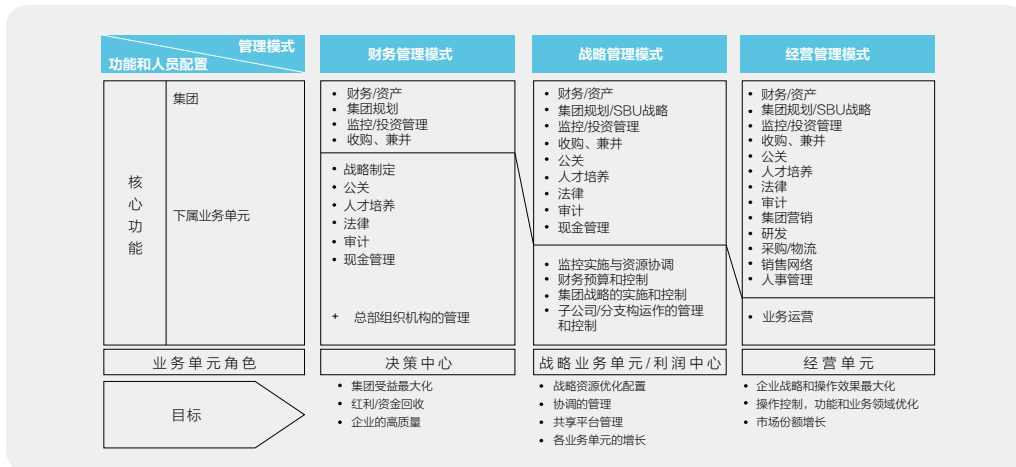 管理模式
功能和人员配置
财务管理模式
战略管理模式
经营管理模式
核心功能
集团
下属业务单元
• 财务/资产
• 集团规划
• 监控/投资管理
• 收购、兼并
• 战略制定
• 公关
• 人才培养
• 法律
• 审计
• 现金管理
+ 总部组织机构的管理
• 财务/资产
• 集团规划/SBU战略
• 监控/投资管理
• 收购、兼并
• 公关
• 人才培养
• 法律
• 审计
• 现金管理
• 监控实施与资源协调
• 财务预算和控制
• 集团战略的实施和控制
• 子公司/分支构运作的管理
和控制
• 财务/资产
• 集团规划/SBU战略
• 监控/投资管理
• 收购、兼并
• 公关
• 人才培养
• 法律
• 审计
• 集团营销
• 研发
• 采购/物流
• 销售网络
• 人事管理
• 业务运营
业务单元角色
决策中心
战略业务单元/利润中心
经营单元
目标
• 集团受益最大化
• 红利/资金回收
• 企业的高质量
• 战略资源优化配置
• 协调的管理
• 共享平台管理
• 各业务单元的增长
• 企业战略和操作效果最大化
• 操作控制，功能和业务领域优化
• 市场份额增长